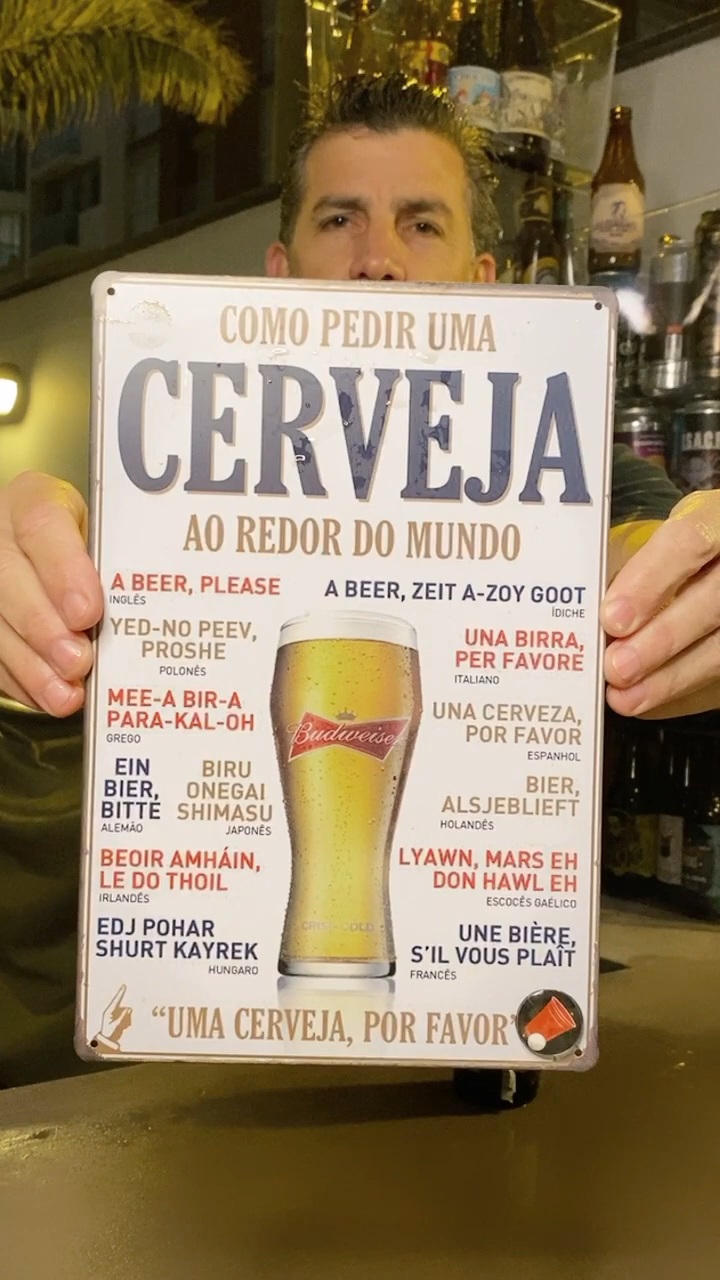 COMO PEDIR UMA
CERVEJA
AO REDOR DO MUNDO
A BEER, PLEASE
INGLÊS
A BEER, ZEIT A-ZOY GOOT
ÍDICHE
YED-NO PEEV,
PROSHE
POLONÊS
UNA BIRRA,
PER FAVORE
ITALIANO
MEE-A BIR-A
PARA-KAL-OH
GREGO
UNA CERVEZA,
POR FAVOR
ESPANHOL
EIN
BIER,
BITTE
ALEMÃO
BIRU
ONEGAI
SHIMASU
JAPONÊS
BIER,
ALSJEBLIEFT
HOLANDÊS
BEOIR AMHÁIN,
LE DO THOIL
IRLANDÊS
LYAWN, MARS EH
DON HAWL EH
ESCOCÊS GAÉLICO
EDJ POHAR
SHURT KAYREK
HUNGARO
UNE BIÈRE,
S'IL VOUS PLAÎT
FRANCÊS
Budweiser
"UMA CERVEJA, POR FAVOR"